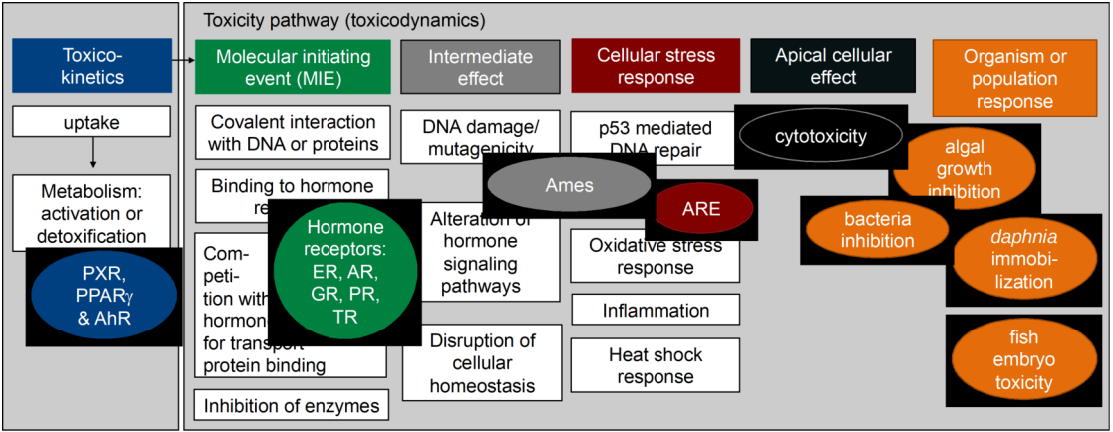 Toxicity pathway (toxicodynamics)
Toxico-
kinetics
uptake
Metabolism:
activation or
detoxification
PXR,
PPARγ
& AhR
Molecular initiating
event (MIE)
Covalent interaction
with DNA or proteins
Binding to hormone
re
Com-
peti-
tion with
hormone
for transport
protein binding
Inhibition of enzymes
Hormone
receptors:
ER, AR,
GR, PR,
TR
Intermediate
effect
DNA damage/
mutagenicity
Ames
Alteration of
hormone
signaling
pathways
Disruption of
cellular
homeostasis
Cellular stress
response
p53 mediated
DNA repair
ARE
Oxidative stress
response
Inflammation
Heat shock
response
Apical cellular
effect
cytotoxicity
Organism or
population
response
algal
growth
inhibition
bacteria
inhibition
daphnia
immobi-
lization
fish
embryo
toxicity